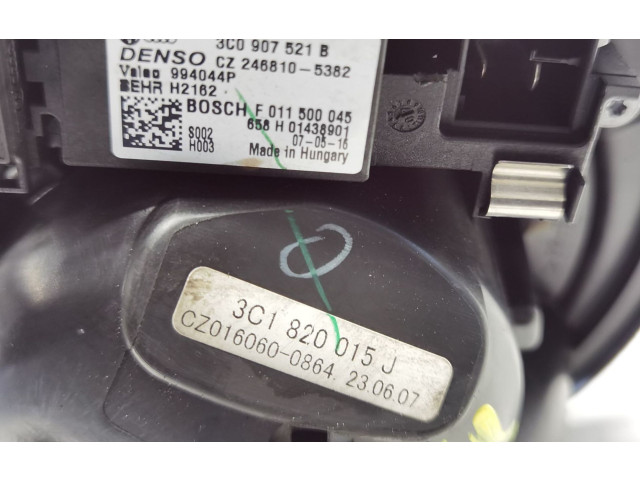 3C0 907 521 B
DENSO CZ 246810-5382
Valeo 994044P
BEHR H2162
BOSCH F 011 500 045
658 H 01438901
S002 07-05-16
H003 Made in Hungary
3C1 820 015 J
CZ016060-0864. 23.06.07